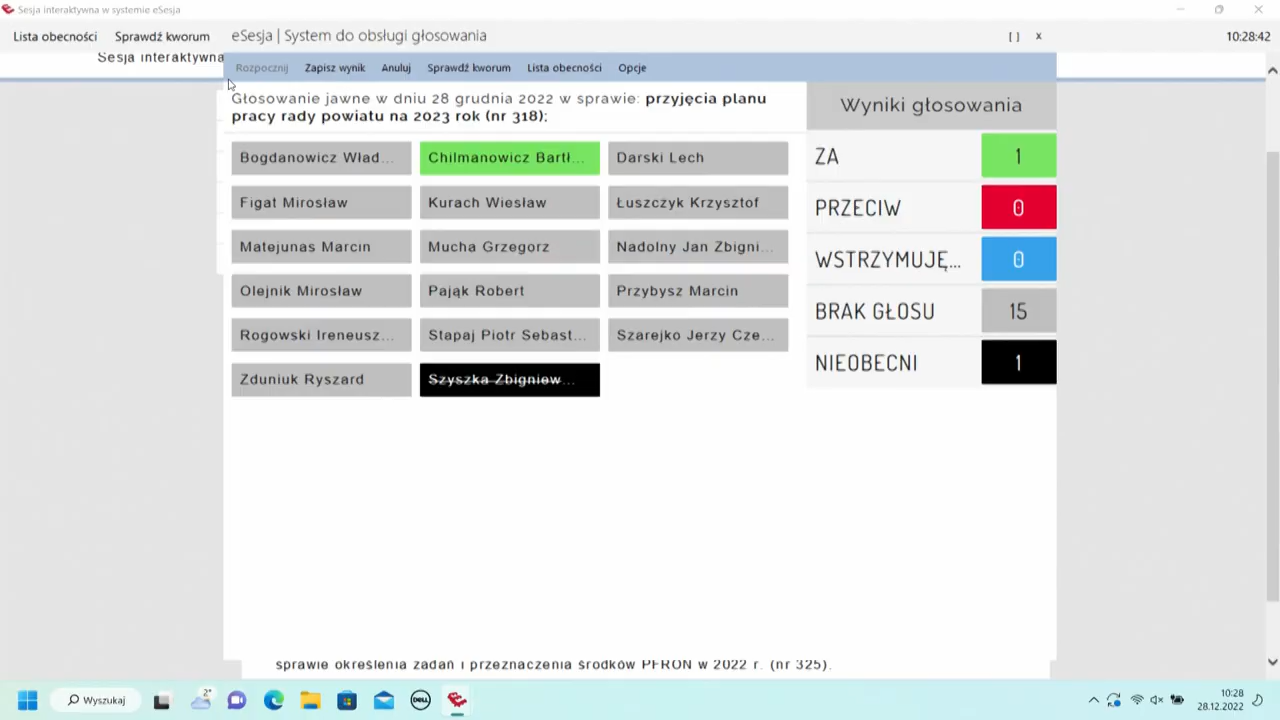 Sesja interaktywna w systemie eSesja
Lista obecności Sprawdź kworum eSesja | System do obsługi głosowania [ ] x 10:28:42
Sesja interaktywna
Rozpocznij Zapisz wynik Anuluj Sprawdź kworum Lista obecności Opcje
Głosowanie jawne w dniu 28 grudnia 2022 w sprawie: przyjęcia planu
pracy rady powiatu na 2023 rok (nr 318);
Wyniki głosowania
Bogdanowicz Wład... Chilmanowicz Bartł... Darski Lech
ZA 1
Figat Mirosław Kurach Wiesław Łuszczyk Krzysztof
PRZECIW 0
Matejunas Marcin Mucha Grzegorz Nadolny Jan Zbigni...
WSTRZYMUJĘ... 0
Olejnik Mirosław Pająk Robert Przybysz Marcin
BRAK GŁOSU 15
Rogowski Ireneusz... Stapaj Piotr Sebast... Szarejko Jerzy Cze...
NIEOBECNI 1
Zduniuk Ryszard Szyszka Zbigniew...
sprawie określenia zadań i przeznaczenia środków PFRON w 2022 r. (nr 325).
Wyszukaj 2° DELL 10:28
28.12.2022